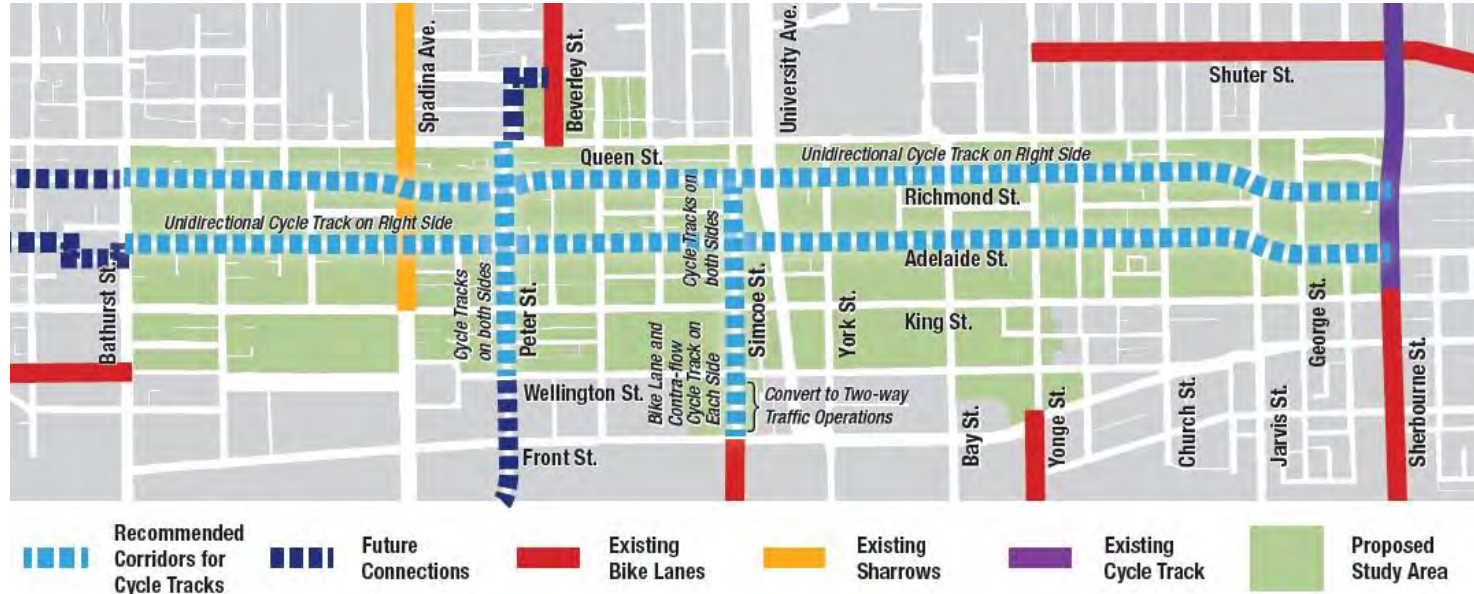 Spadina Ave.
Beverley St.
University Ave.
Shuter St.
Queen St.
Unidirectional Cycle Track on Right Side
Richmond St.
Unidirectional Cycle Track on Right Side
Cycle Tracks on
both Sides
Adelaide St.
Bathurst St.
Cycle Tracks
on both Sides
Peter St.
Simcoe St.
York St.
King St.
George St.
Bike Lane and
Contra-flow
Cycle Track on
Each Side
Wellington St.
Convert to Two-way
Traffic Operations
Front St.
Bay St.
Yonge St.
Church St.
Jarvis St.
Sherbourne St.
Recommended
Corridors for
Cycle Tracks
Future
Connections
Existing
Bike Lanes
Existing
Sharrows
Existing
Cycle Track
Proposed
Study Area